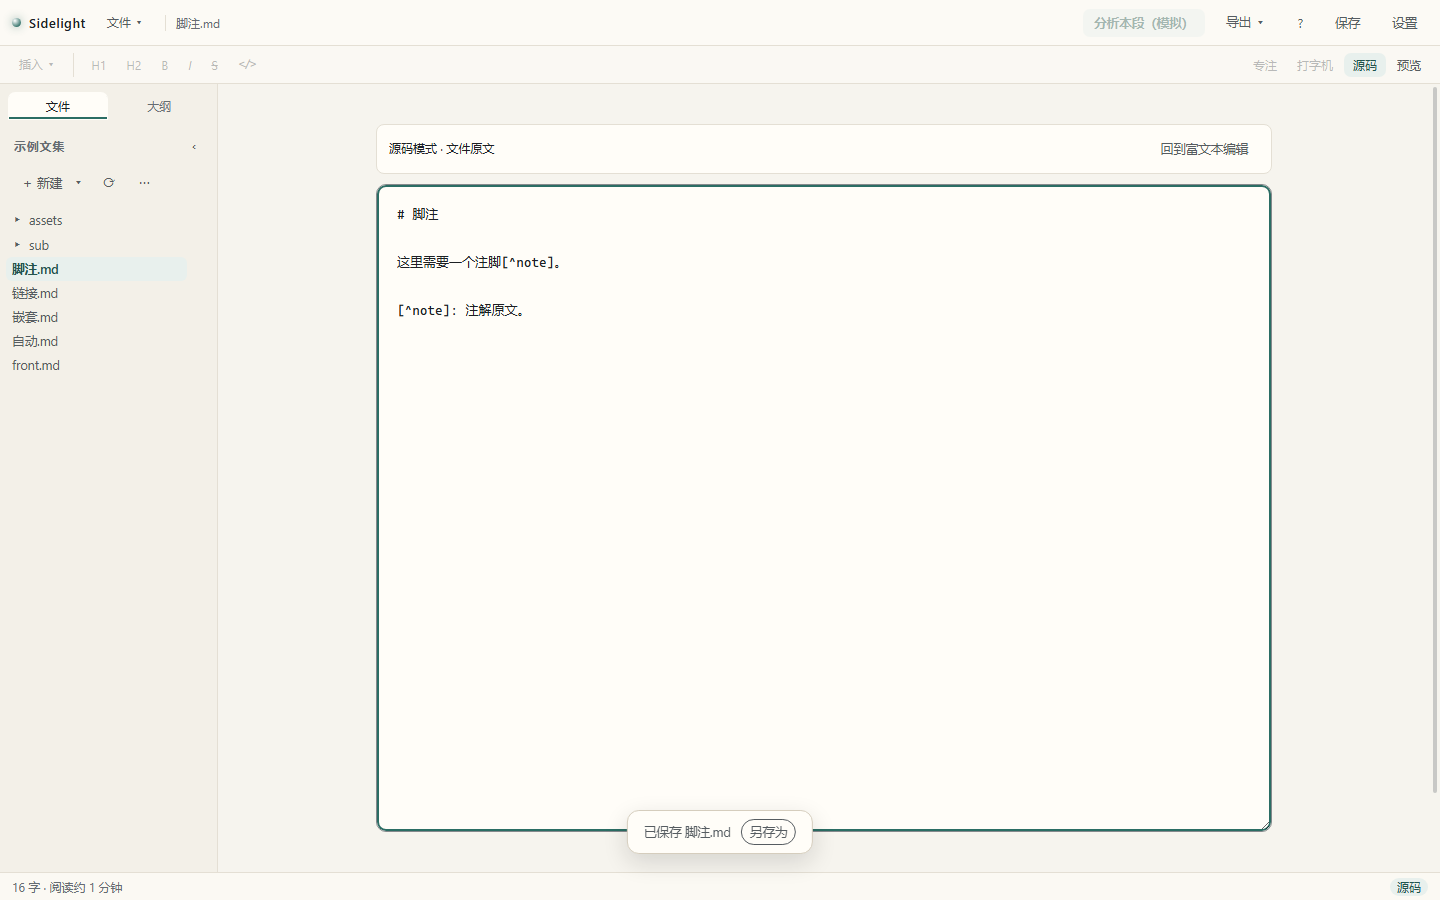 Sidelight 文件 ▾ 脚注.md 分析本段（模拟） 导出 ▾ ? 保存 设置
插入 ▾ H1 H2 B I S </> 专注 打字机 源码 预览
文件 大纲
示例文集 ‹
+ 新建 ▾ ⟳ ···
▸ assets
▸ sub
脚注.md
链接.md
嵌套.md
自动.md
front.md
源码模式 · 文件原文 回到富文本编辑
# 脚注
这里需要一个注脚[^note]。
[^note]: 注解原文。
已保存 脚注.md 另存为
16 字 · 阅读约 1 分钟 源码